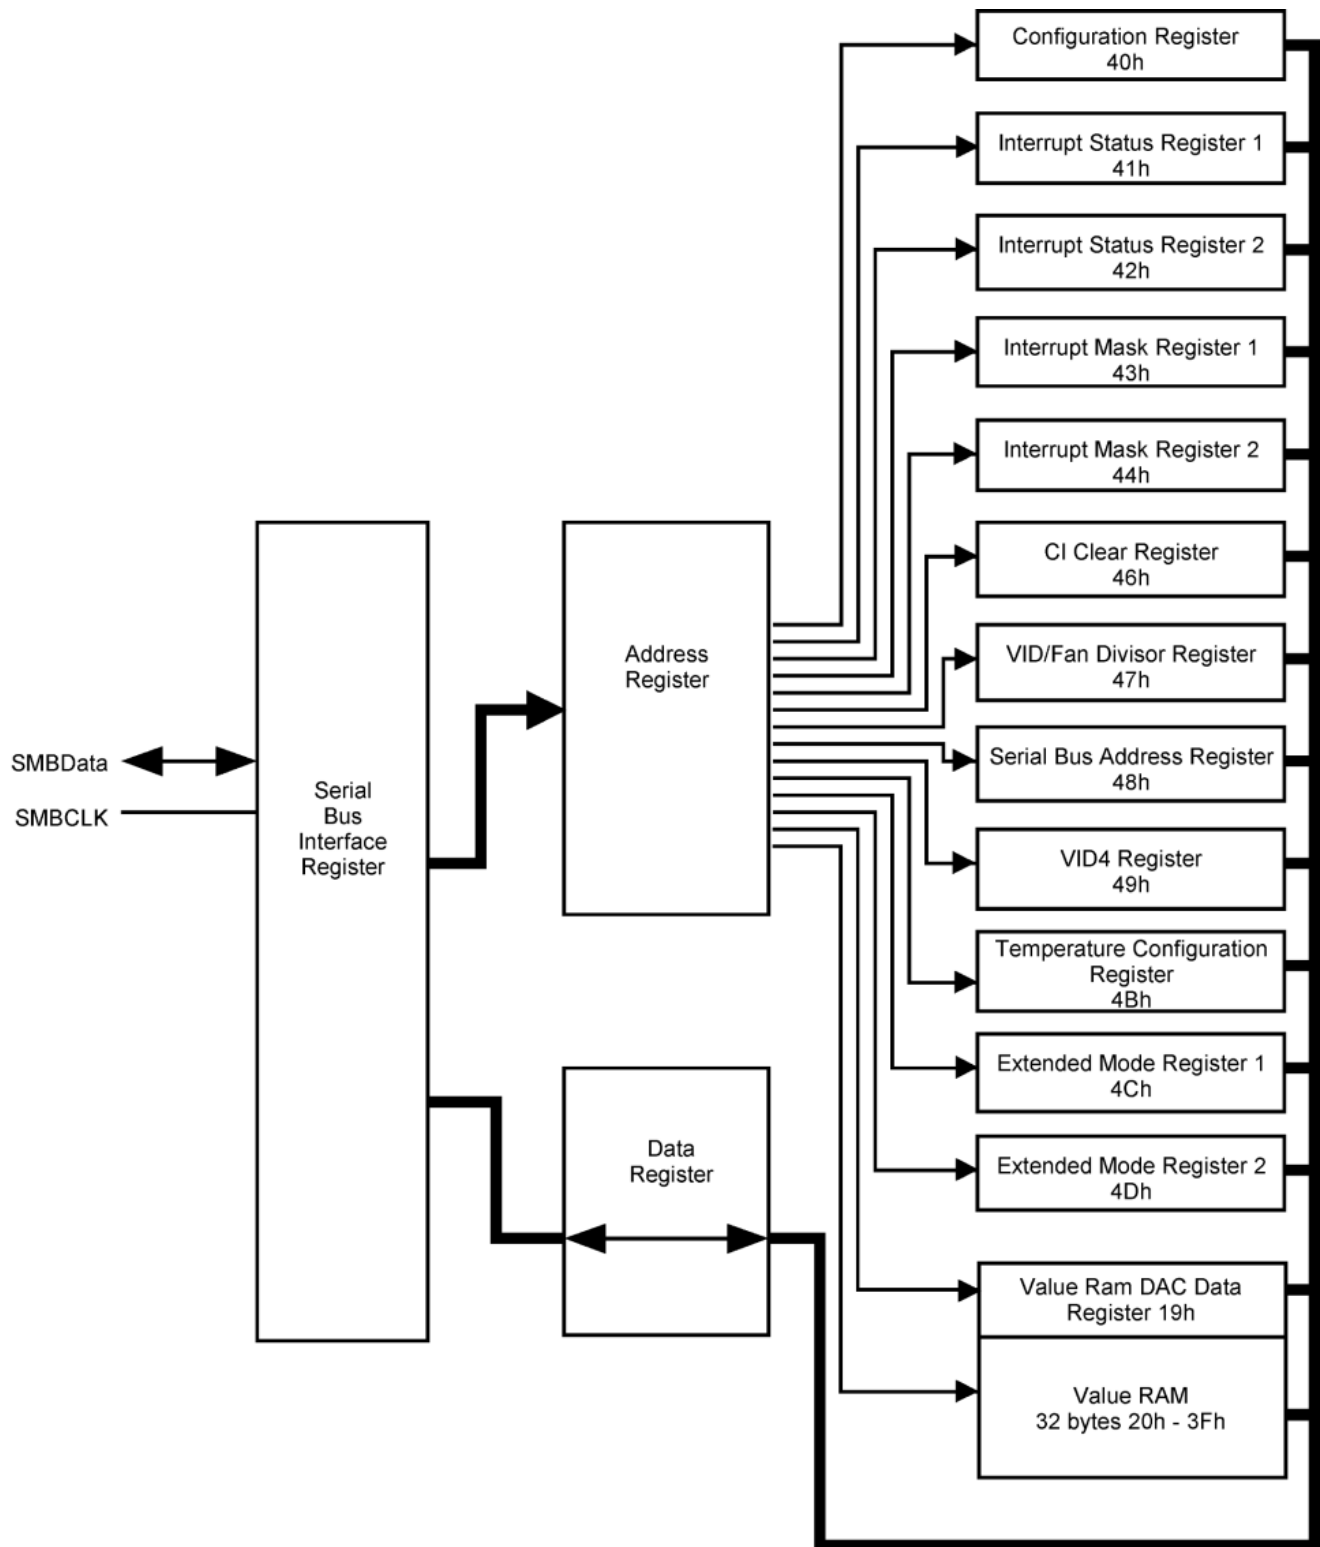 Configuration Register
40h
Interrupt Status Register 1
41h
Interrupt Status Register 2
42h
Interrupt Mask Register 1
43h
Interrupt Mask Register 2
44h
CI Clear Register
46h
VID/Fan Divisor Register
47h
Serial Bus Address Register
48h
VID4 Register
49h
Temperature Configuration
Register
4Bh
Extended Mode Register 1
4Ch
Extended Mode Register 2
4Dh
Value Ram DAC Data
Register 19h
Value RAM
32 bytes 20h - 3Fh
Address
Register
Data
Register
Serial
Bus
Interface
Register
SMBData
SMBCLK